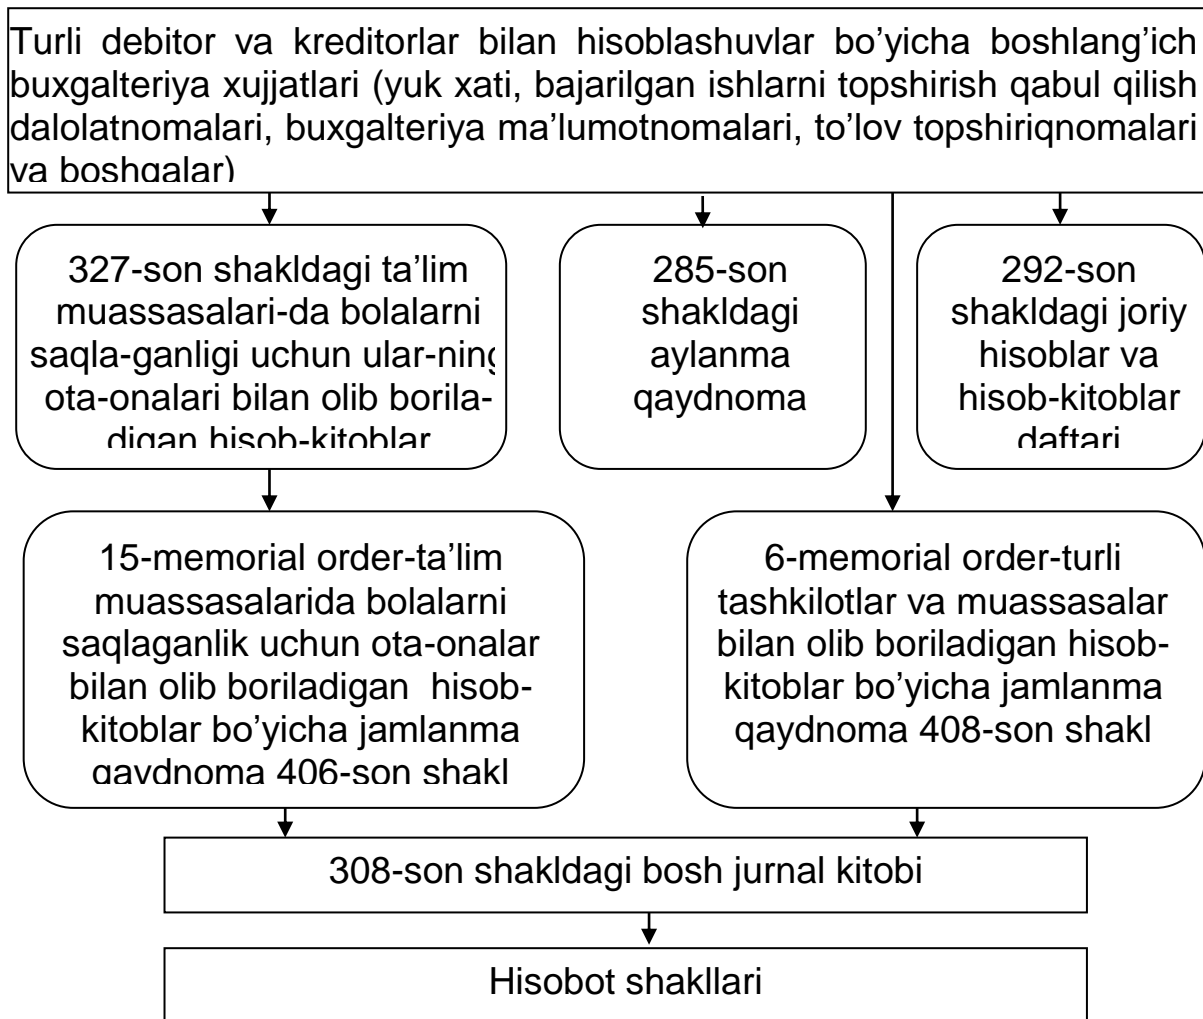 Turli debitor va kreditorlar bilan hisoblashuvlar bo’yicha boshlang’ich
buxgalteriya xujjatlari (yuk xati, bajarilgan ishlarni topshirish qabul qilish
dalolatnomalari, buxgalteriya ma’lumotnomalari, to’lov topshiriqnomalari
va boshqalar)
327-son shakldagi ta’lim
muassasalari-da bolalarni
saqla-ganligi uchun ular-ning
ota-onalari bilan olib borila-
digan hisob-kitoblar
285-son
shakldagi
aylanma
qaydnoma
292-son
shakldagi joriy
hisoblar va
hisob-kitoblar
daftari
15-memorial order-ta’lim
muassasalarida bolalarni
saqlaganlik uchun ota-onalar
bilan olib boriladigan hisob-
kitoblar bo’yicha jamlanma
qaydnoma 406-son shakl
6-memorial order-turli
tashkilotlar va muassasalar
bilan olib boriladigan hisob-
kitoblar bo’yicha jamlanma
qaydnoma 408-son shakl
308-son shakldagi bosh jurnal kitobi
Hisobot shakllari